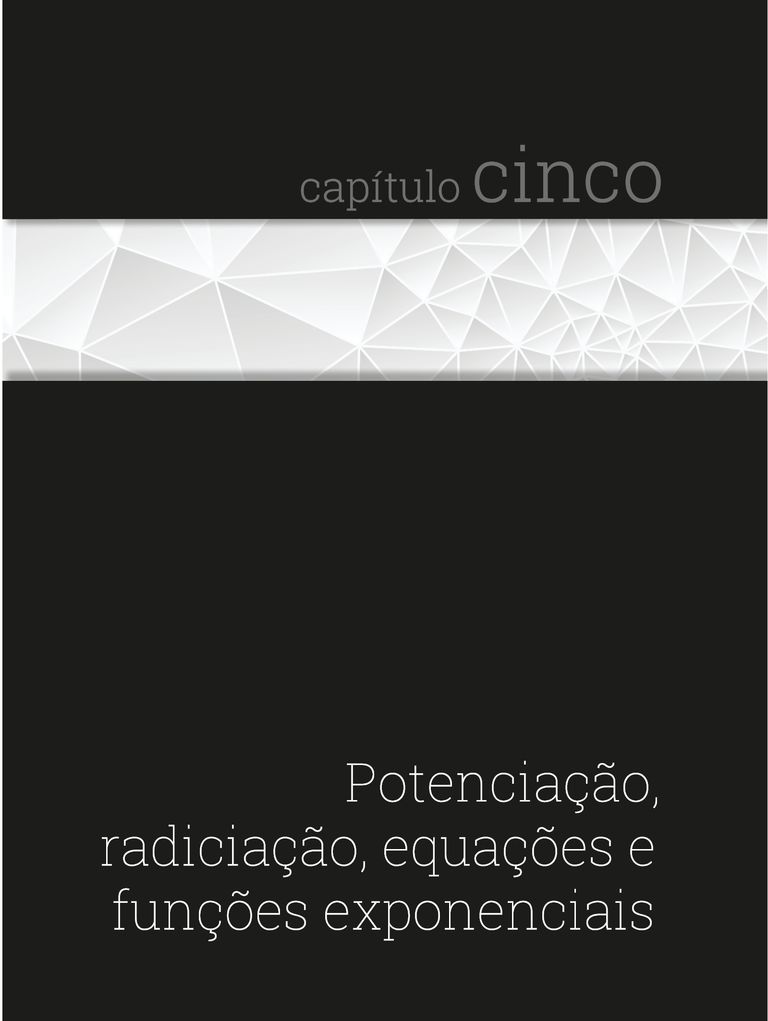 capítulo cinco
Potenciação,
radiciação, equações e
funções exponenciais